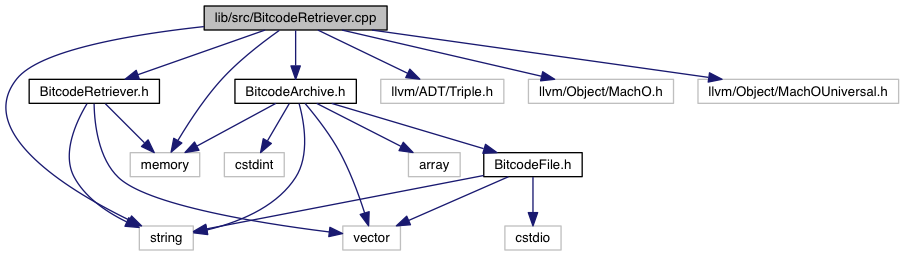 lib/src/BitcodeRetriever.cpp
BitcodeRetriever.h
BitcodeArchive.h
llvm/ADT/Triple.h
llvm/Object/MachO.h
llvm/Object/MachOUniversal.h
memory
cstdint
array
BitcodeFile.h
string
vector
cstdio